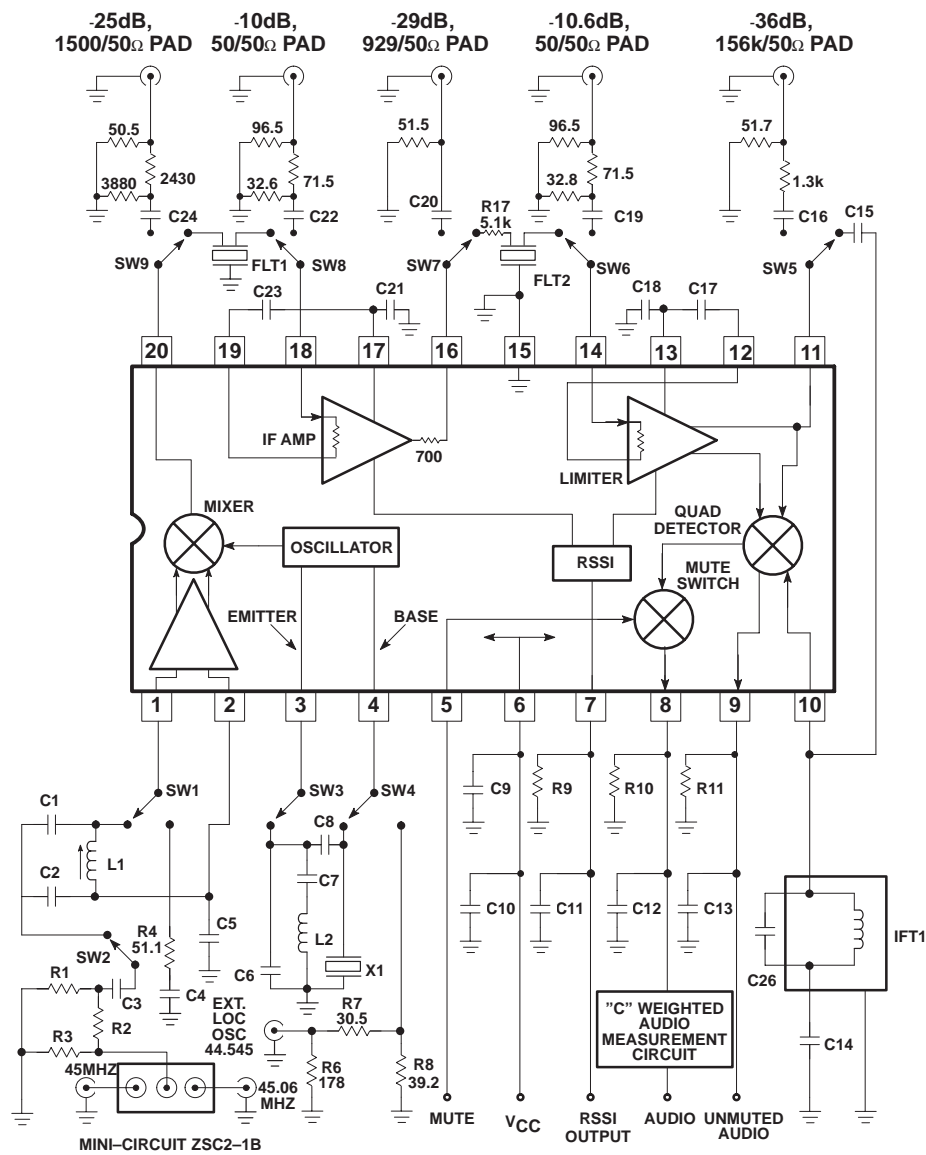 -25dB, -10dB, -29dB, -10.6dB, -36dB,
1500/50Ω PAD 50/50Ω PAD 929/50Ω PAD 50/50Ω PAD 156k/50Ω PAD
50.5 96.5 51.5 96.5 51.7
2430 71.5 71.5 1.3k
3880 32.6 32.8
C24 C22 C20 R17 C19 C16 C15
5.1k
SW9 FLT1 SW8 SW7 FLT2 SW6 SW5
C23 C21 C18 C17
20 19 18 17 16 15 14 13 12 11
IF AMP 700 LIMITER
MIXER QUAD
DETECTOR
OSCILLATOR RSSI MUTE
SWITCH
EMITTER BASE
1 2 3 4 5 6 7 8 9 10
SW1 SW3 SW4 C9 R9 R10 R11
C1 C8
L1 C7
C2 C10 C11 C12 C13
C5 L2 IFT1
R4
51.1
SW2 C6 X1 C26
R1 C3 C4 EXT.
LOC
OSC
44.545
R7
30.5
R2 "C" WEIGHTED
AUDIO
MEASUREMENT
CIRCUIT
C14
R3 R6
178
R8
39.2
45MHZ 45.06
MHZ
MUTE VCC RSSI
OUTPUT
AUDIO UNMUTED
AUDIO
MINI–CIRCUIT ZSC2–1B